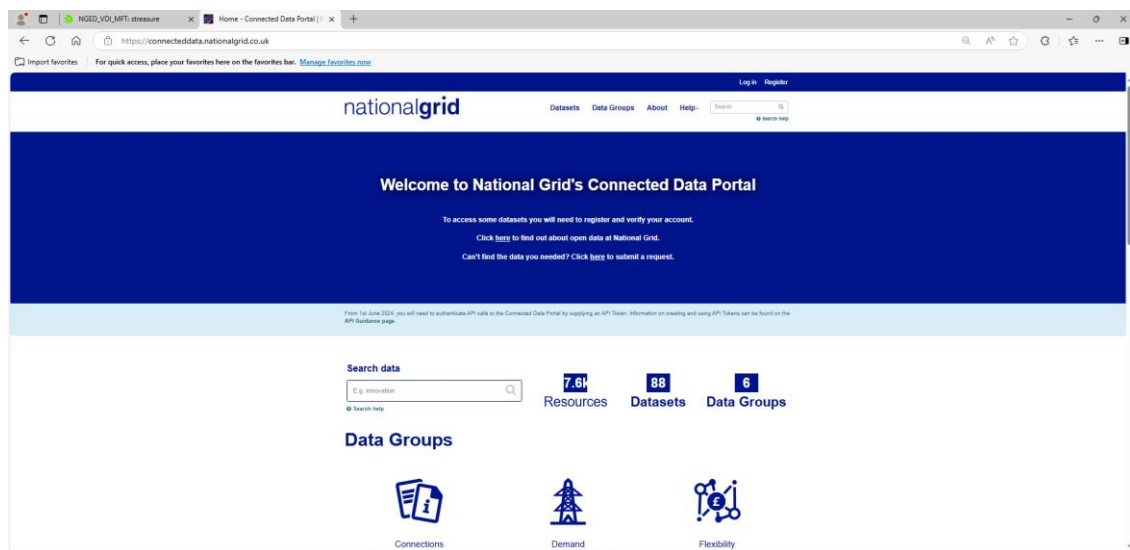 NGED_VDI_MFT: streasure
Home - Connected Data Portal |
https://connecteddata.nationalgrid.co.uk
Import favorites For quick access, place your favorites here on the favorites bar. Manage favorites now
Log in Register
nationalgrid
Datasets Data Groups About Help
Search
Search help
Welcome to National Grid's Connected Data Portal
To access some datasets you will need to register and verify your account.
Click here to find out about open data at National Grid.
Can't find the data you needed? Click here to submit a request.
From 1st June 2024, you will need to authenticate API calls to the Connected Data Portal by supplying an API Token. Information on creating and using API Tokens can be found on the
API Guidance page.
Search data
E.g. innovation
Search help
7.6k 88 6
Resources Datasets Data Groups
Data Groups
Connections Demand Flexibility